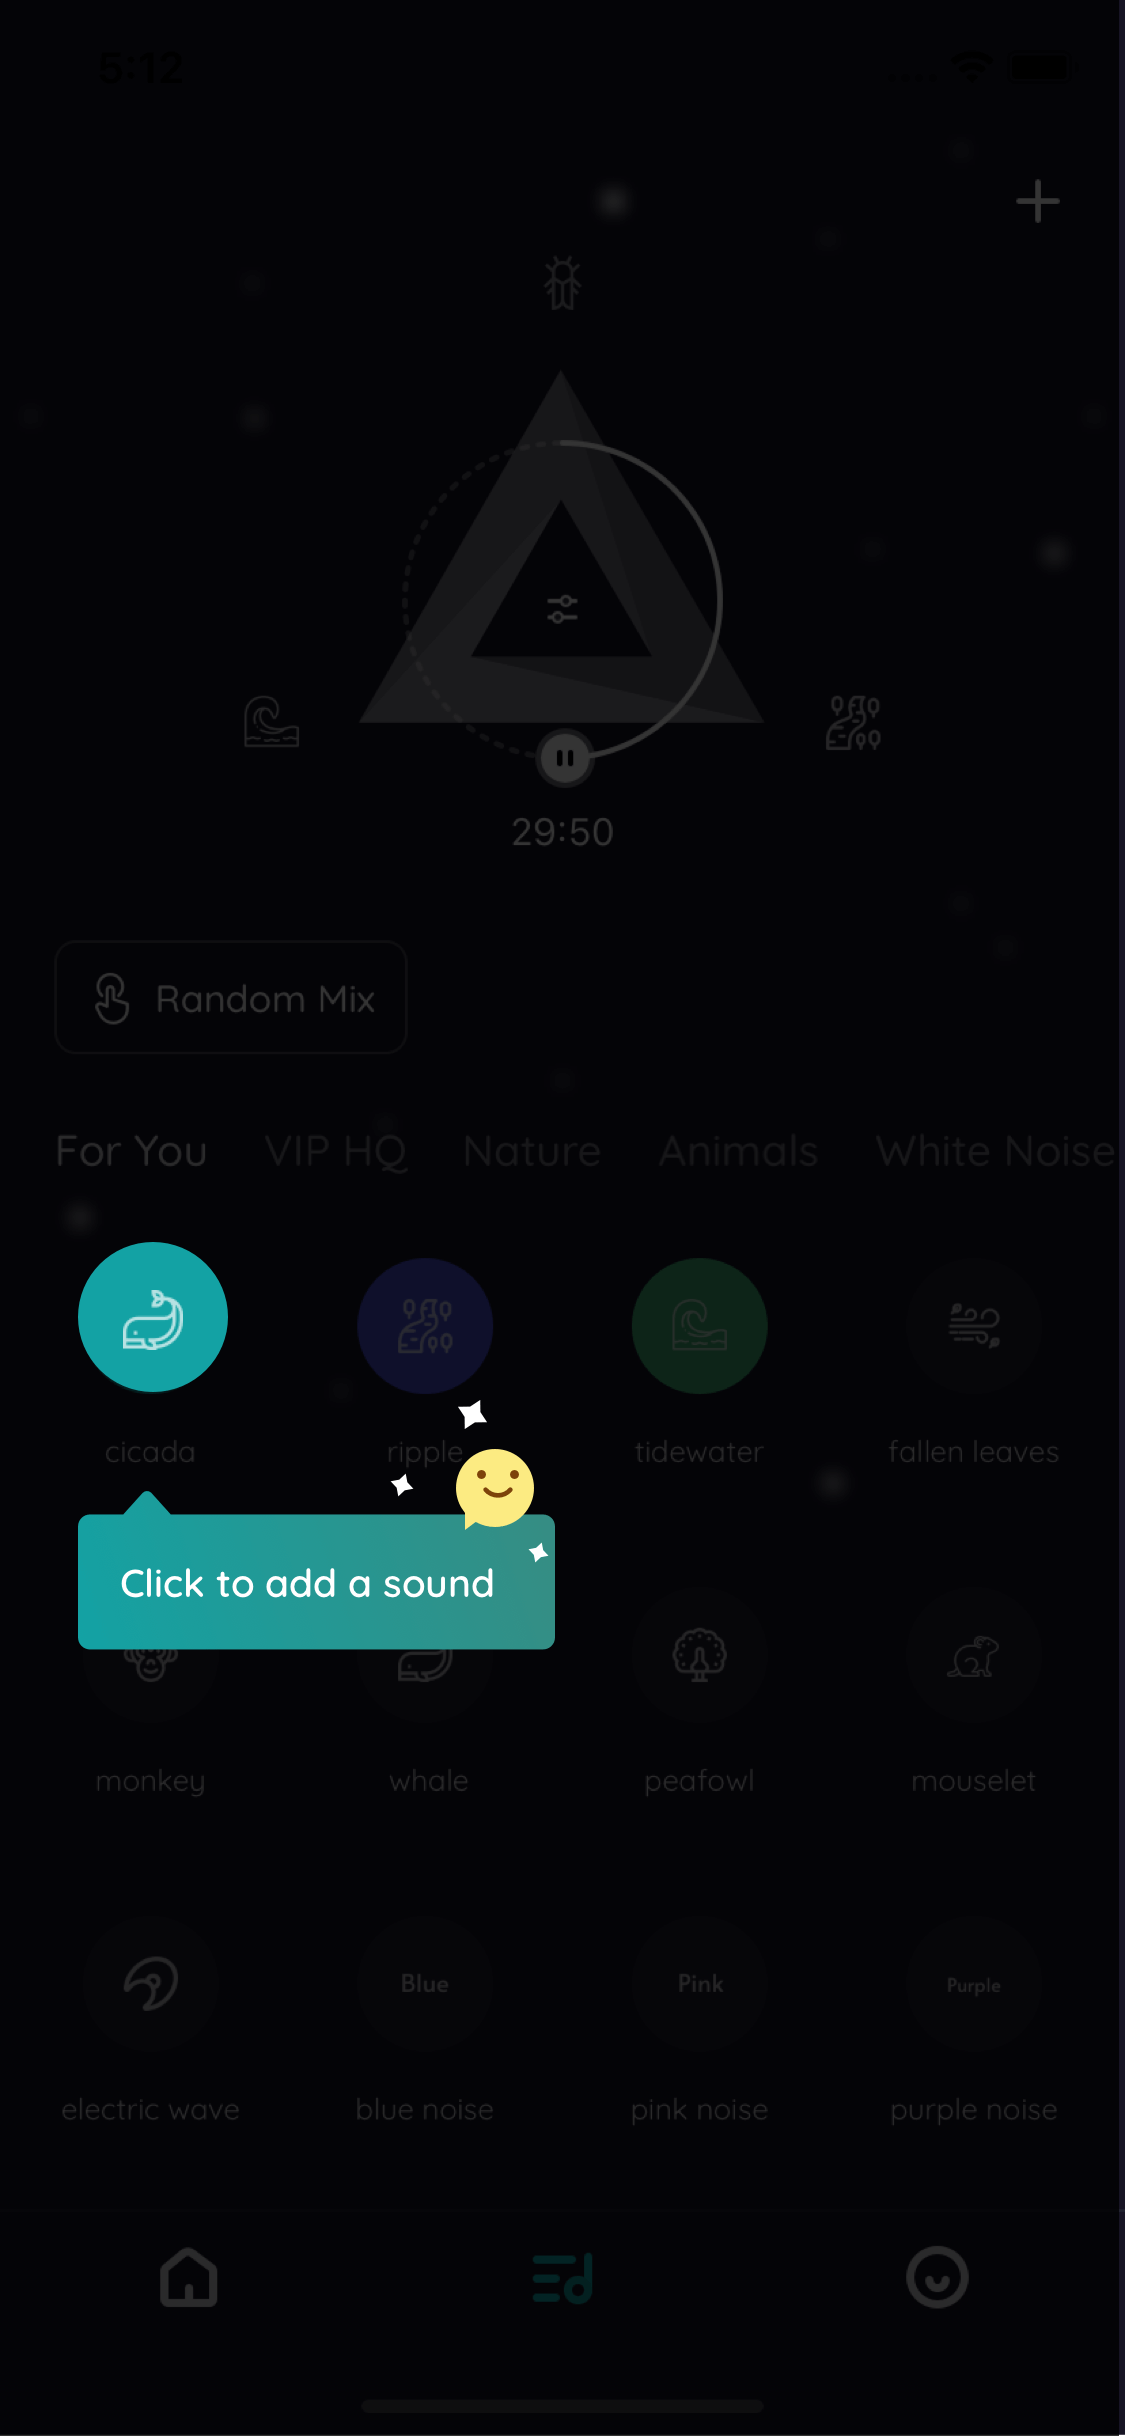 5:12
29:50
Random Mix
For You VIP HQ Nature Animals White Noise
cicada ripple tidewater fallen leaves
Click to add a sound
monkey whale peafowl mouselet
Blue Pink Purple
electric wave blue noise pink noise purple noise